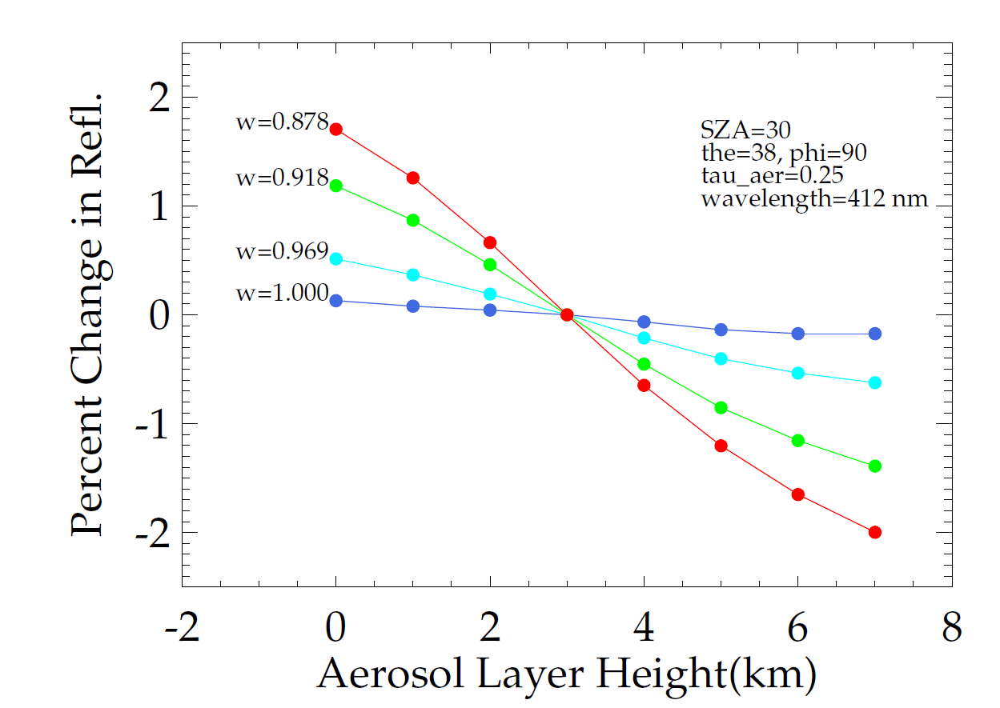 Percent Change in Refl.
2
1
0
-1
-2
w=0.878
w=0.918
w=0.969
w=1.000
SZA=30
the=38, phi=90
tau_aer=0.25
wavelength=412 nm
-2 0 2 4 6 8
Aerosol Layer Height(km)